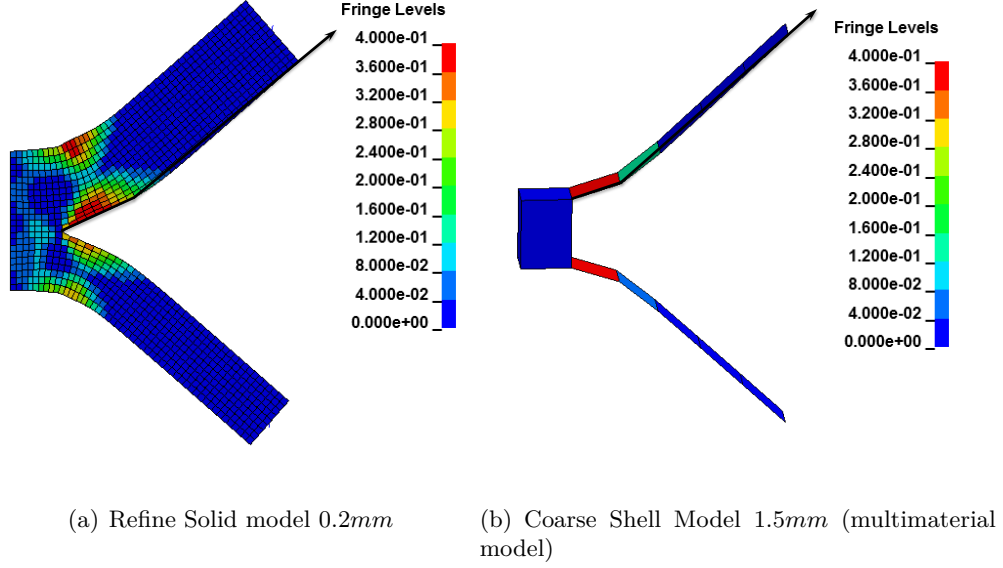 Fringe Levels
4.000e-01
3.600e-01
3.200e-01
2.800e-01
2.400e-01
2.000e-01
1.600e-01
1.200e-01
8.000e-02
4.000e-02
0.000e+00
Fringe Levels
4.000e-01
3.600e-01
3.200e-01
2.800e-01
2.400e-01
2.000e-01
1.600e-01
1.200e-01
8.000e-02
4.000e-02
0.000e+00
(a) Refine Solid model 0.2mm
(b) Coarse Shell Model 1.5mm (multimaterial
model)